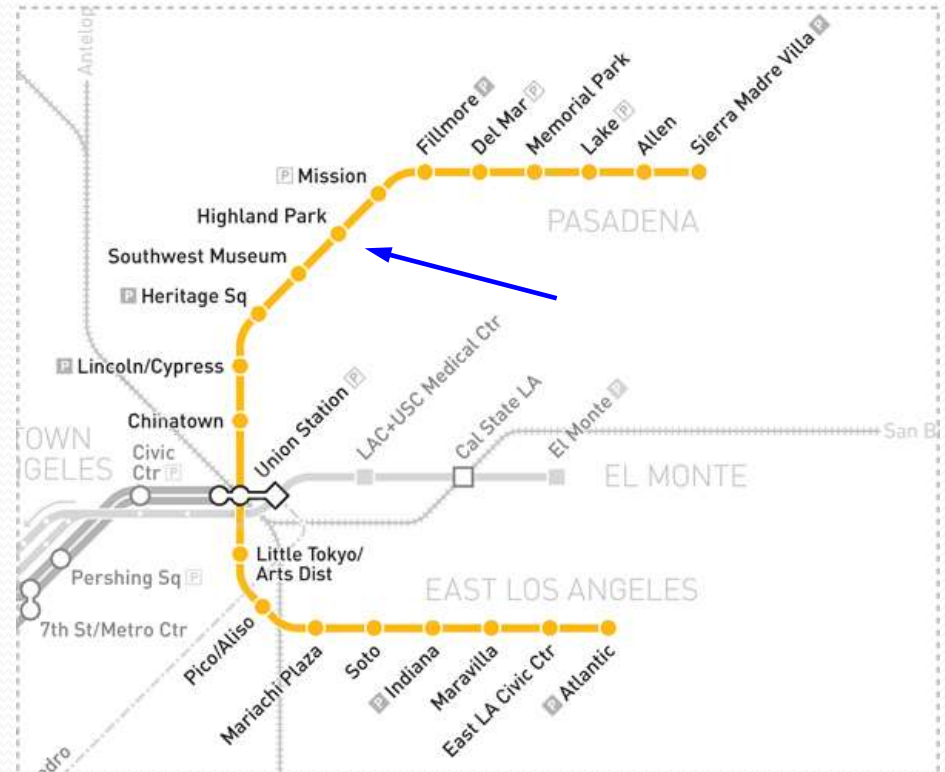 Antelop
Fillmore P
Del Mar P
Memorial Park
Lake P
Allen
Sierra Madre Villa P
P Mission
Highland Park
PASADENA
Southwest Museum
P Heritage Sq
P Lincoln/Cypress
Chinatown
Union Station P
LAC+USC Medical Ctr
Cal State LA
El Monte P
San B
TOWN
NGELES
Civic
Ctr P
EL MONTE
Little Tokyo/
Arts Dist
Pershing Sq P
EAST LOS ANGELES
7th St/Metro Ctr
Pico/Aliso
Mariachi Plaza
Soto
P Indiana
Maravilla
East LA Civic Ctr
P Atlantic
edro